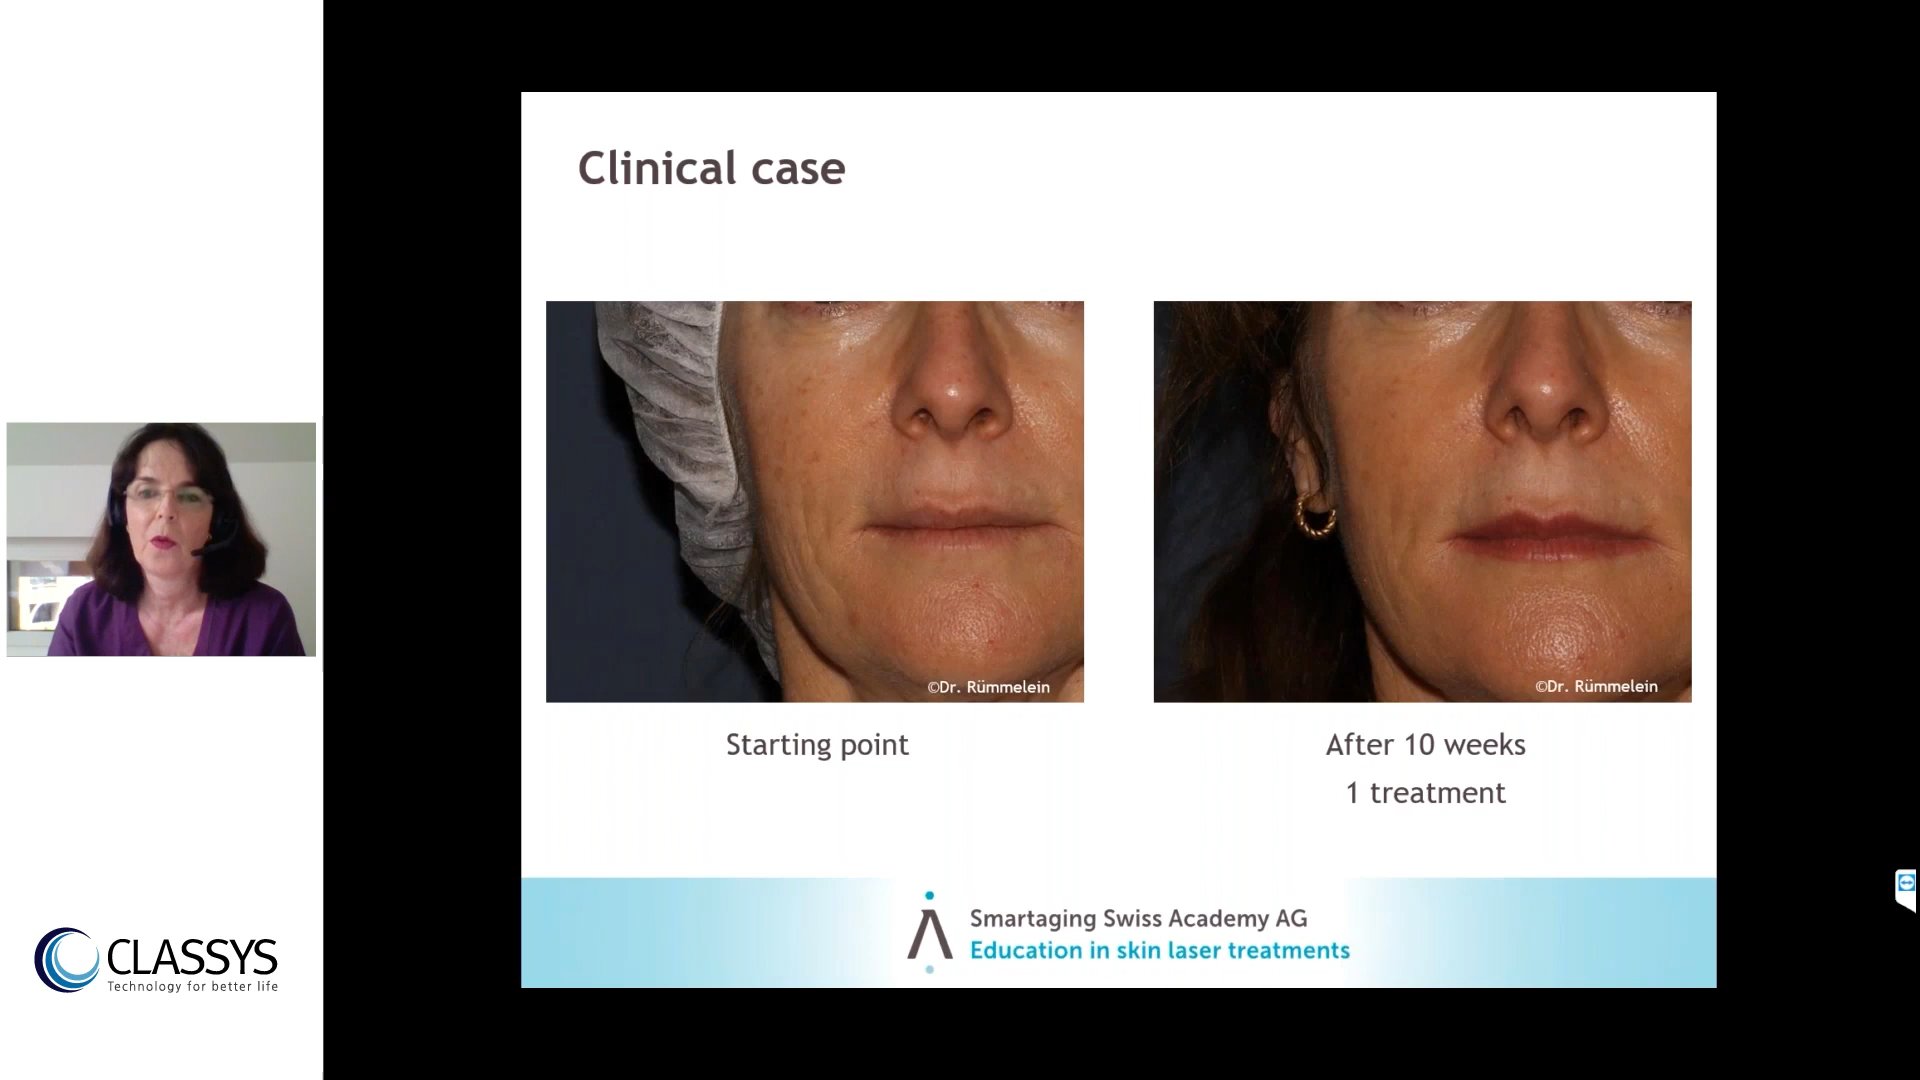 Clinical case
©Dr. Rümmelein
©Dr. Rümmelein
Starting point
After 10 weeks
1 treatment
Smartaging Swiss Academy AG
Education in skin laser treatments
CLASSYS
Technology for better life